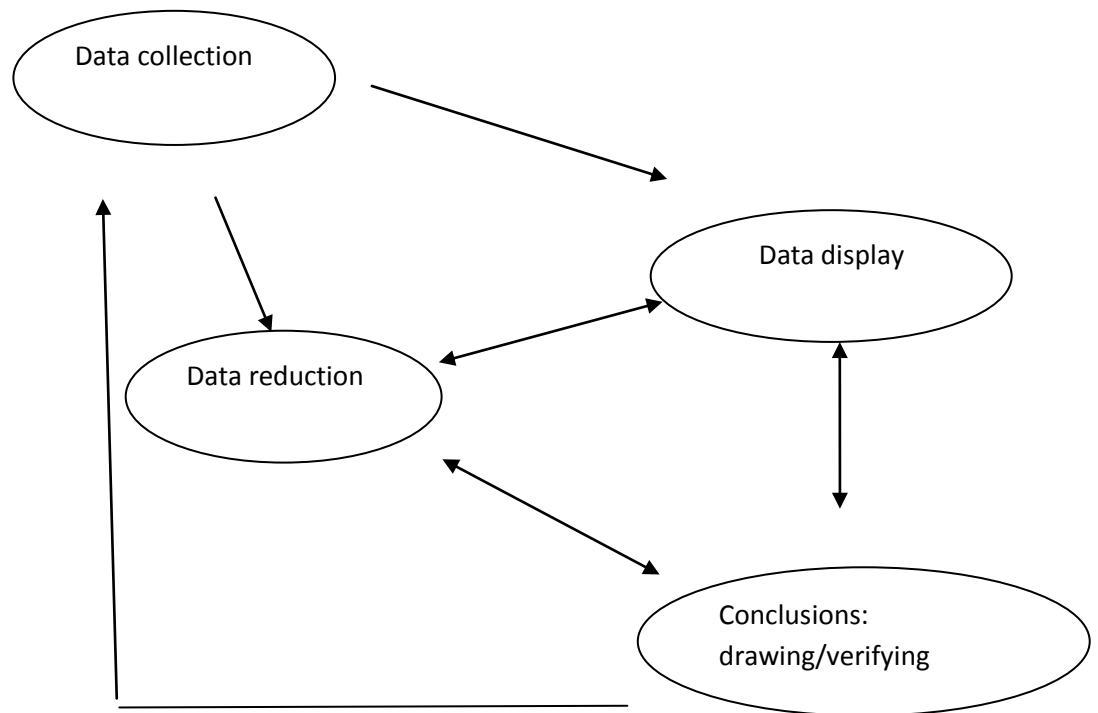 Data collection
Data display
Data reduction
Conclusions:
drawing/verifying